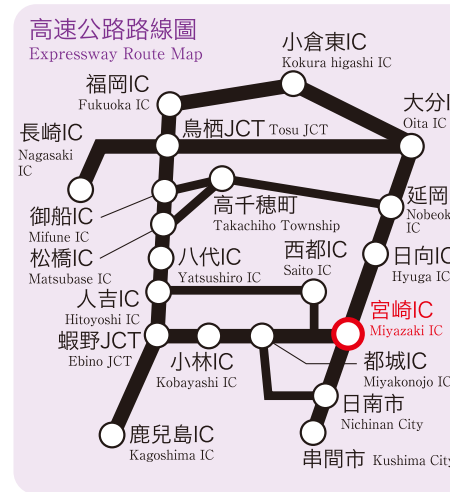 高速公路路線圖
Expressway Route Map
小倉東IC
Kokura higashi IC
福岡IC
Fukuoka IC
大分I
Oita IC
鳥栖JCT Tosu JCT
長崎IC
Nagasaki
IC
延岡
Nobeok
IC
御船IC
Mifune IC
高千穂町
Takachiho Township
松橋IC
Matsubase IC
八代IC
Yatsushiro IC
西都IC
Saito IC
日向IC
Hyuga IC
人吉IC
Hitoyoshi IC
宮崎IC
Miyazaki IC
蝦野JCT
Ebino JCT
小林IC
Kobayashi IC
都城IC
Miyakonojo IC
日南市
Nichinan City
鹿兒島IC
Kagoshima IC
串間市 Kushima City